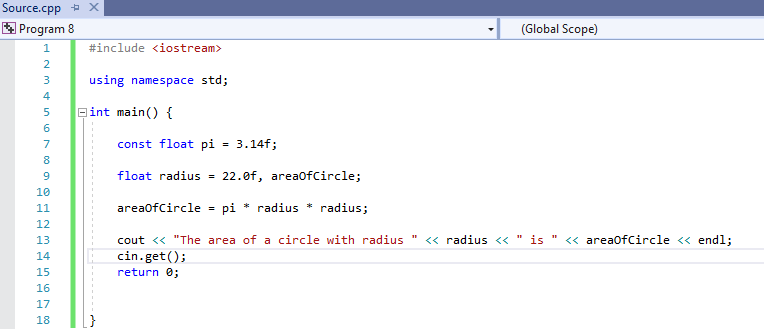 Source.cpp
Program 8 (Global Scope)
1 #include <iostream>
2
3 using namespace std;
4
5 int main() {
6
7 const float pi = 3.14f;
8
9 float radius = 22.0f, areaOfCircle;
10
11 areaOfCircle = pi * radius * radius;
12
13 cout << "The area of a circle with radius " << radius << " is " << areaOfCircle << endl;
14 cin.get();
15 return 0;
16
17
18 }